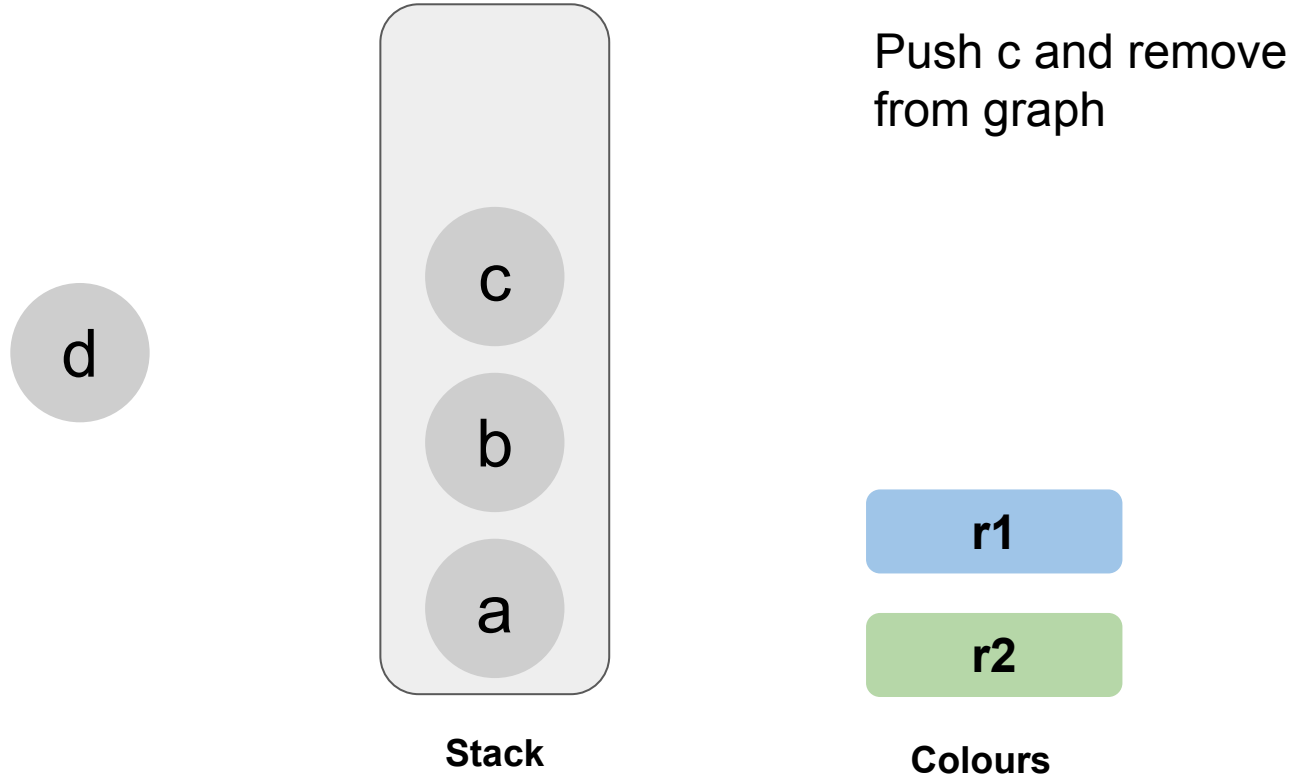 Push c and remove
from graph
c
d
b
a
r1
r2
Stack
Colours